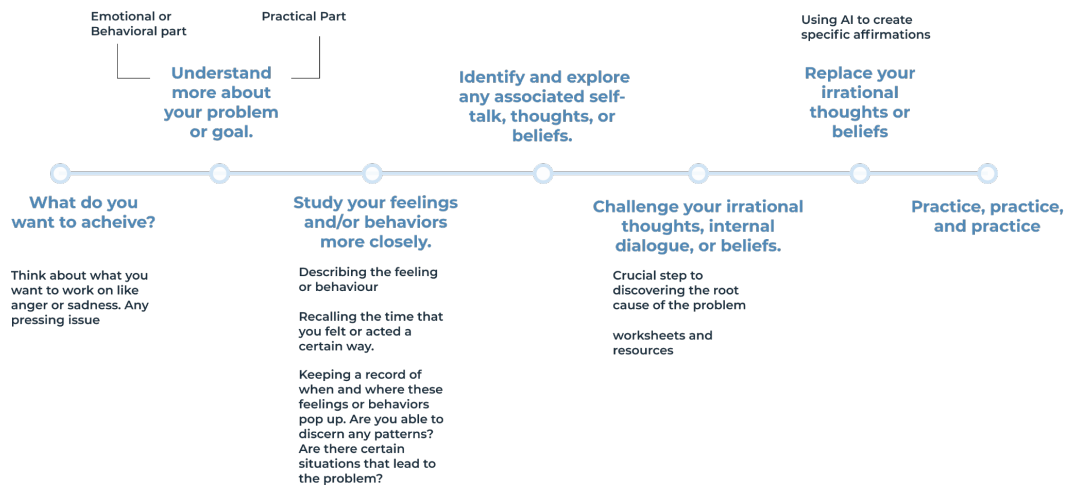 Emotional or
Behavioral part
Practical Part
Understand
more about
your problem
or goal.
Identify and explore
any associated self-
talk, thoughts, or
beliefs.
Using AI to create
specific affirmations
Replace your
irrational
thoughts or
beliefs
What do you
want to acheive?
Think about what you
want to work on like
anger or sadness. Any
pressing issue
Study your feelings
and/or behaviors
more closely.
Describing the feeling
or behaviour
Recalling the time that
you felt or acted a
certain way.
Keeping a record of
when and where these
feelings or behaviors
pop up. Are you able to
discern any patterns?
Are there certain
situations that lead to
the problem?
Challenge your irrational
thoughts, internal
dialogue, or beliefs.
Crucial step to
discovering the root
cause of the problem
worksheets and
resources
Practice, practice,
and practice